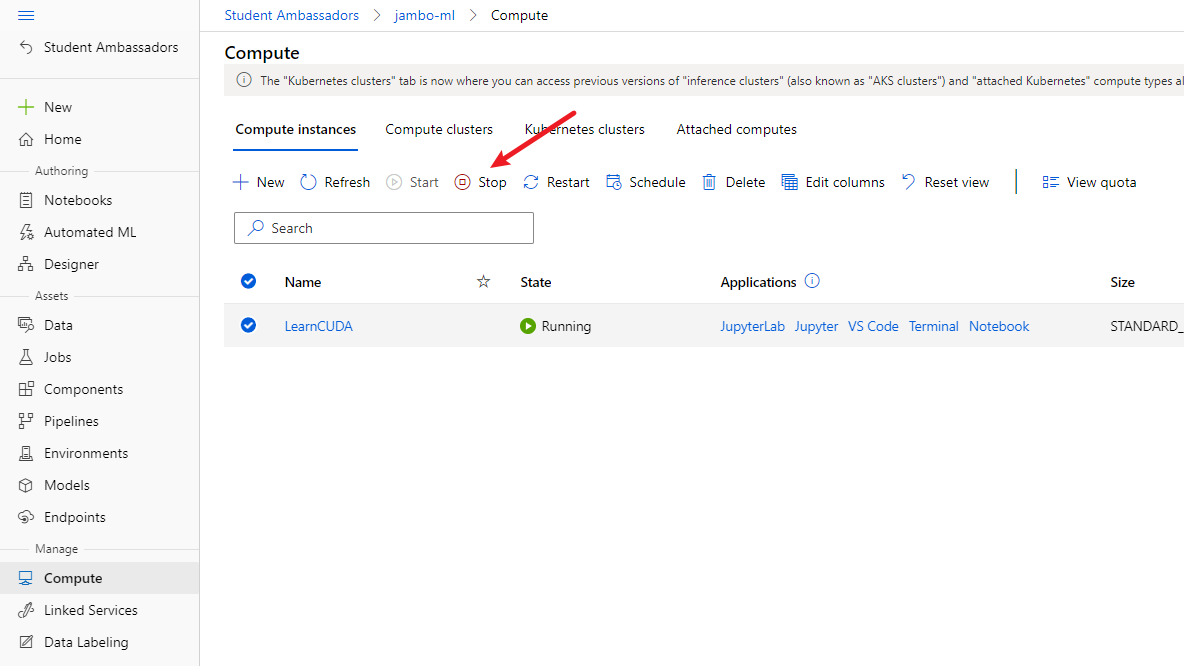 Student Ambassadors
New
Home
Authoring
Notebooks
Automated ML
Designer
Assets
Data
Jobs
Components
Pipelines
Environments
Models
Endpoints
Manage
Compute
Linked Services
Data Labeling
Student Ambassadors > jambo-ml > Compute
Compute
The "Kubernetes clusters" tab is now where you can access previous versions of "inference clusters" (also known as "AKS clusters") and "attached Kubernetes" compute types al
Compute instances Compute clusters Kubernetes clusters Attached computes
New Refresh Start Stop Restart Schedule Delete Edit columns Reset view View quota
Search
Name State Applications Size
LearnCUDA Running JupyterLab Jupyter VS Code Terminal Notebook STANDARD_